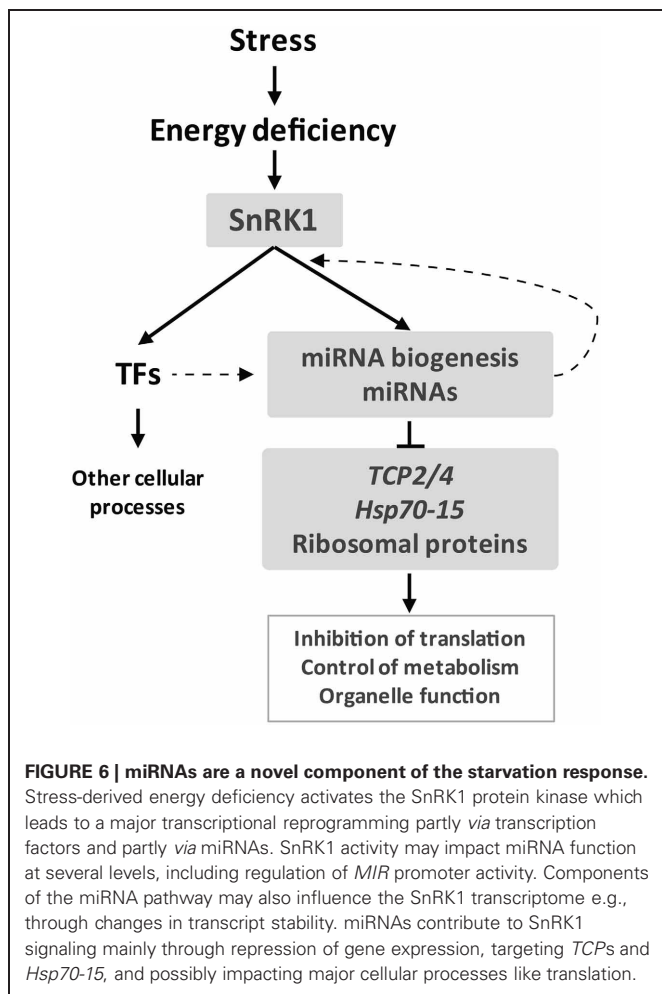 Stress
Energy deficiency
SnRK1
TFs
miRNA biogenesis
miRNAs
Other cellular
processes
TCP2/4
Hsp70-15
Ribosomal proteins
Inhibition of translation
Control of metabolism
Organelle function
FIGURE 6 | miRNAs are a novel component of the starvation response.
Stress-derived energy deficiency activates the SnRK1 protein kinase which
leads to a major transcriptional reprogramming partly via transcription
factors and partly via miRNAs. SnRK1 activity may impact miRNA function
at several levels, including regulation of MIR promoter activity. Components
of the miRNA pathway may also influence the SnRK1 transcriptome e.g.,
through changes in transcript stability. miRNAs contribute to SnRK1
signaling mainly through repression of gene expression, targeting TCPs and
Hsp70-15, and possibly impacting major cellular processes like translation.